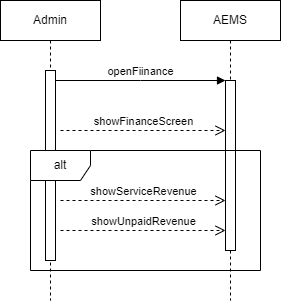 Admin AEMS
openFiinance
showFinanceScreen
alt
showServiceRevenue
showUnpaidRevenue